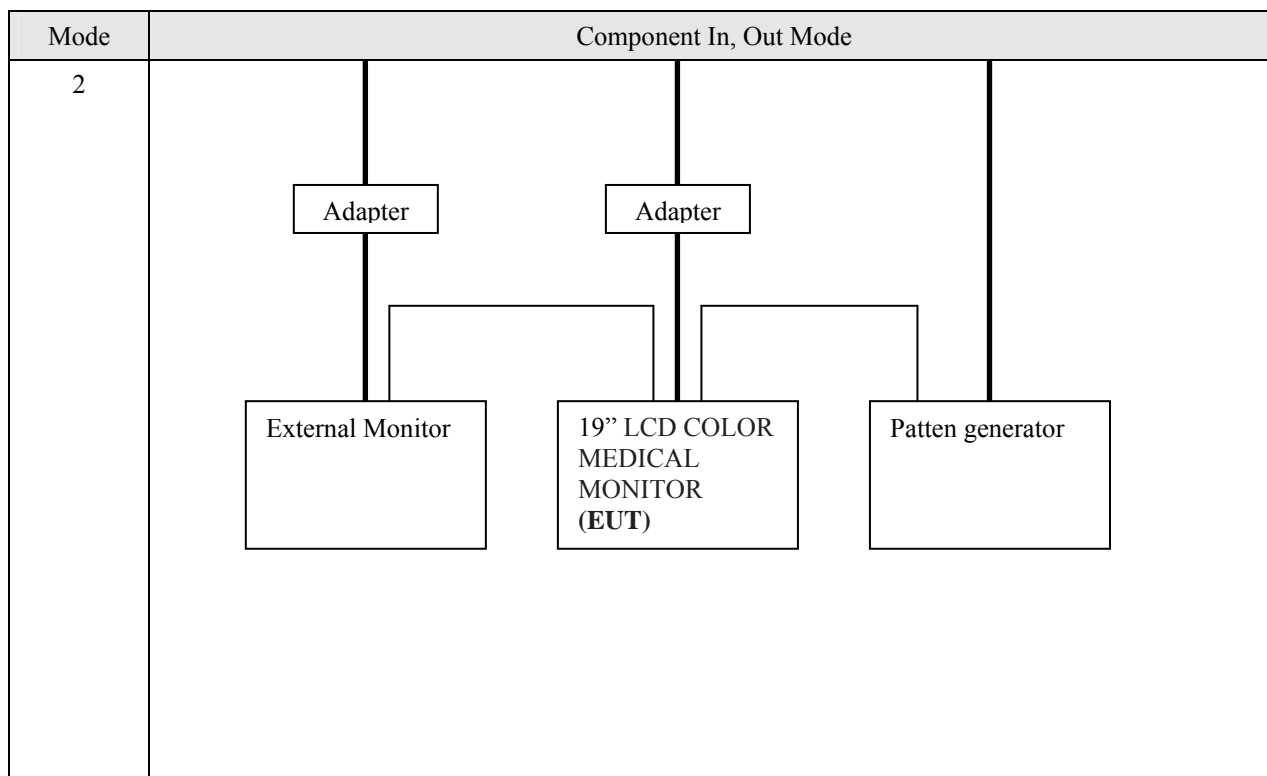 Mode
Component In, Out Mode
2
Adapter
Adapter
External Monitor
19” LCD COLOR
MEDICAL
MONITOR
(EUT)
Patten generator